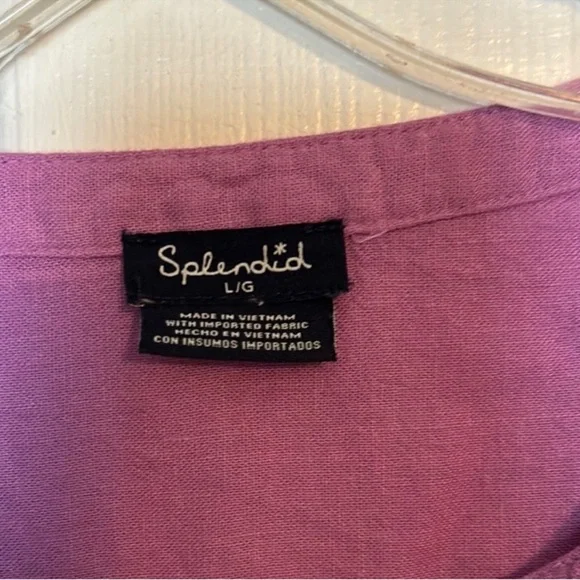 Splendid
L/G
MADE IN VIETNAM
WITH IMPORTED FABRIC
HECHO EN VIETNAM
CON INSUMOS IMPORTADOS